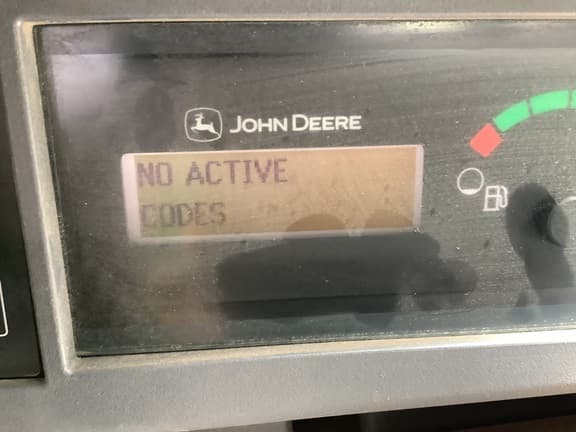 JOHN DEERE
NO ACTIVE
CODES